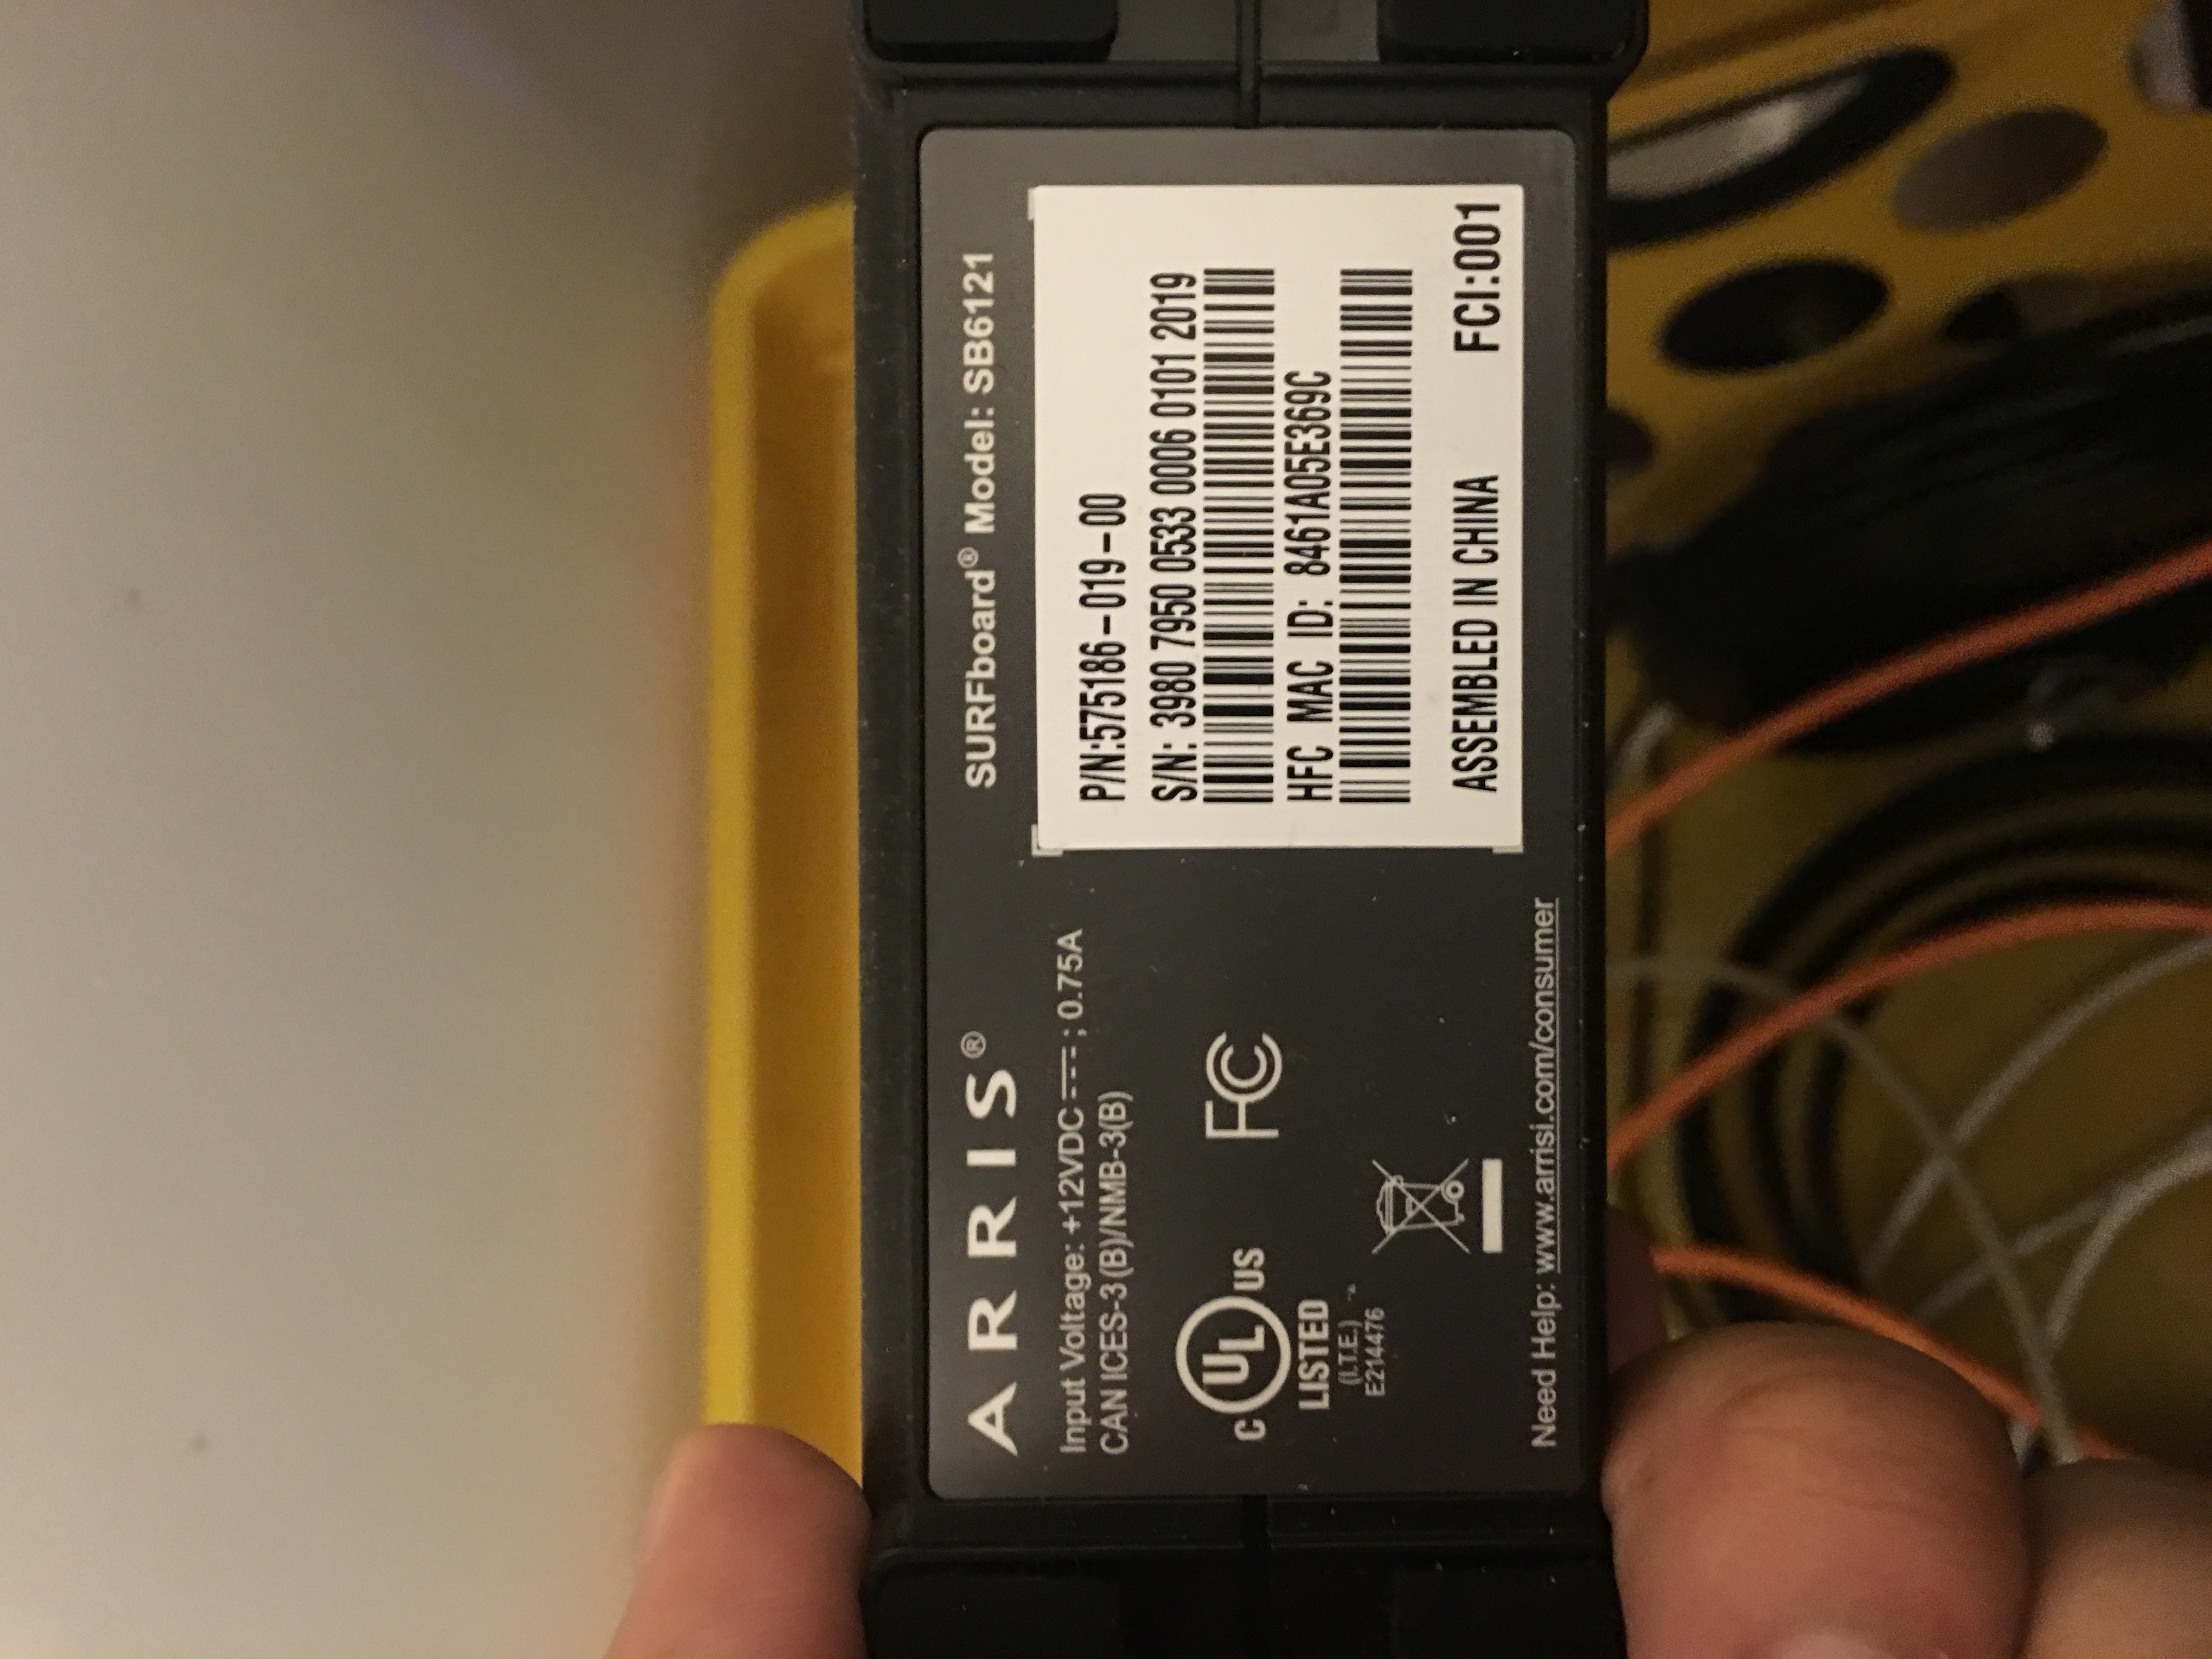 ARRIS®
SURFboard® Model: SB6121
Input Voltage: +12VDC ⎓ ; 0.75A
CAN ICES-3 (B)/NMB-3(B)
C UL US
LISTED
(I.T.E.)
E214476
FC
Need Help: www.arrisi.com/consumer
P/N:575186-019-00
S/N: 3980 7950 0533 0006 0101 2019
HFC MAC ID: 8461A05E369C
ASSEMBLED IN CHINA FCI:001